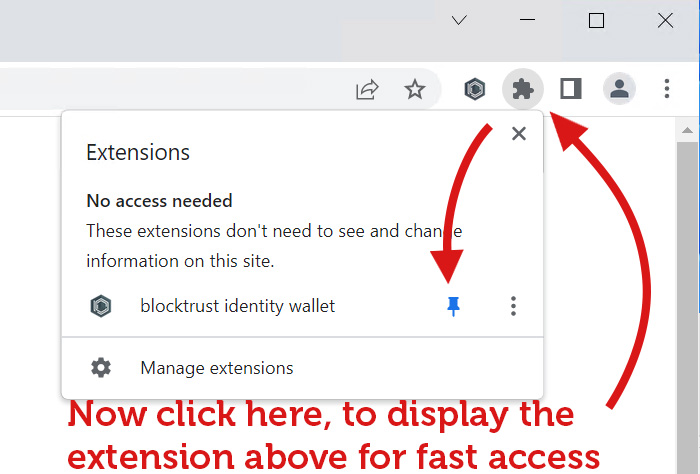 Extensions
No access needed
These extensions don't need to see and change
information on this site.
blocktrust identity wallet
Manage extensions
Now click here, to display the
extension above for fast access